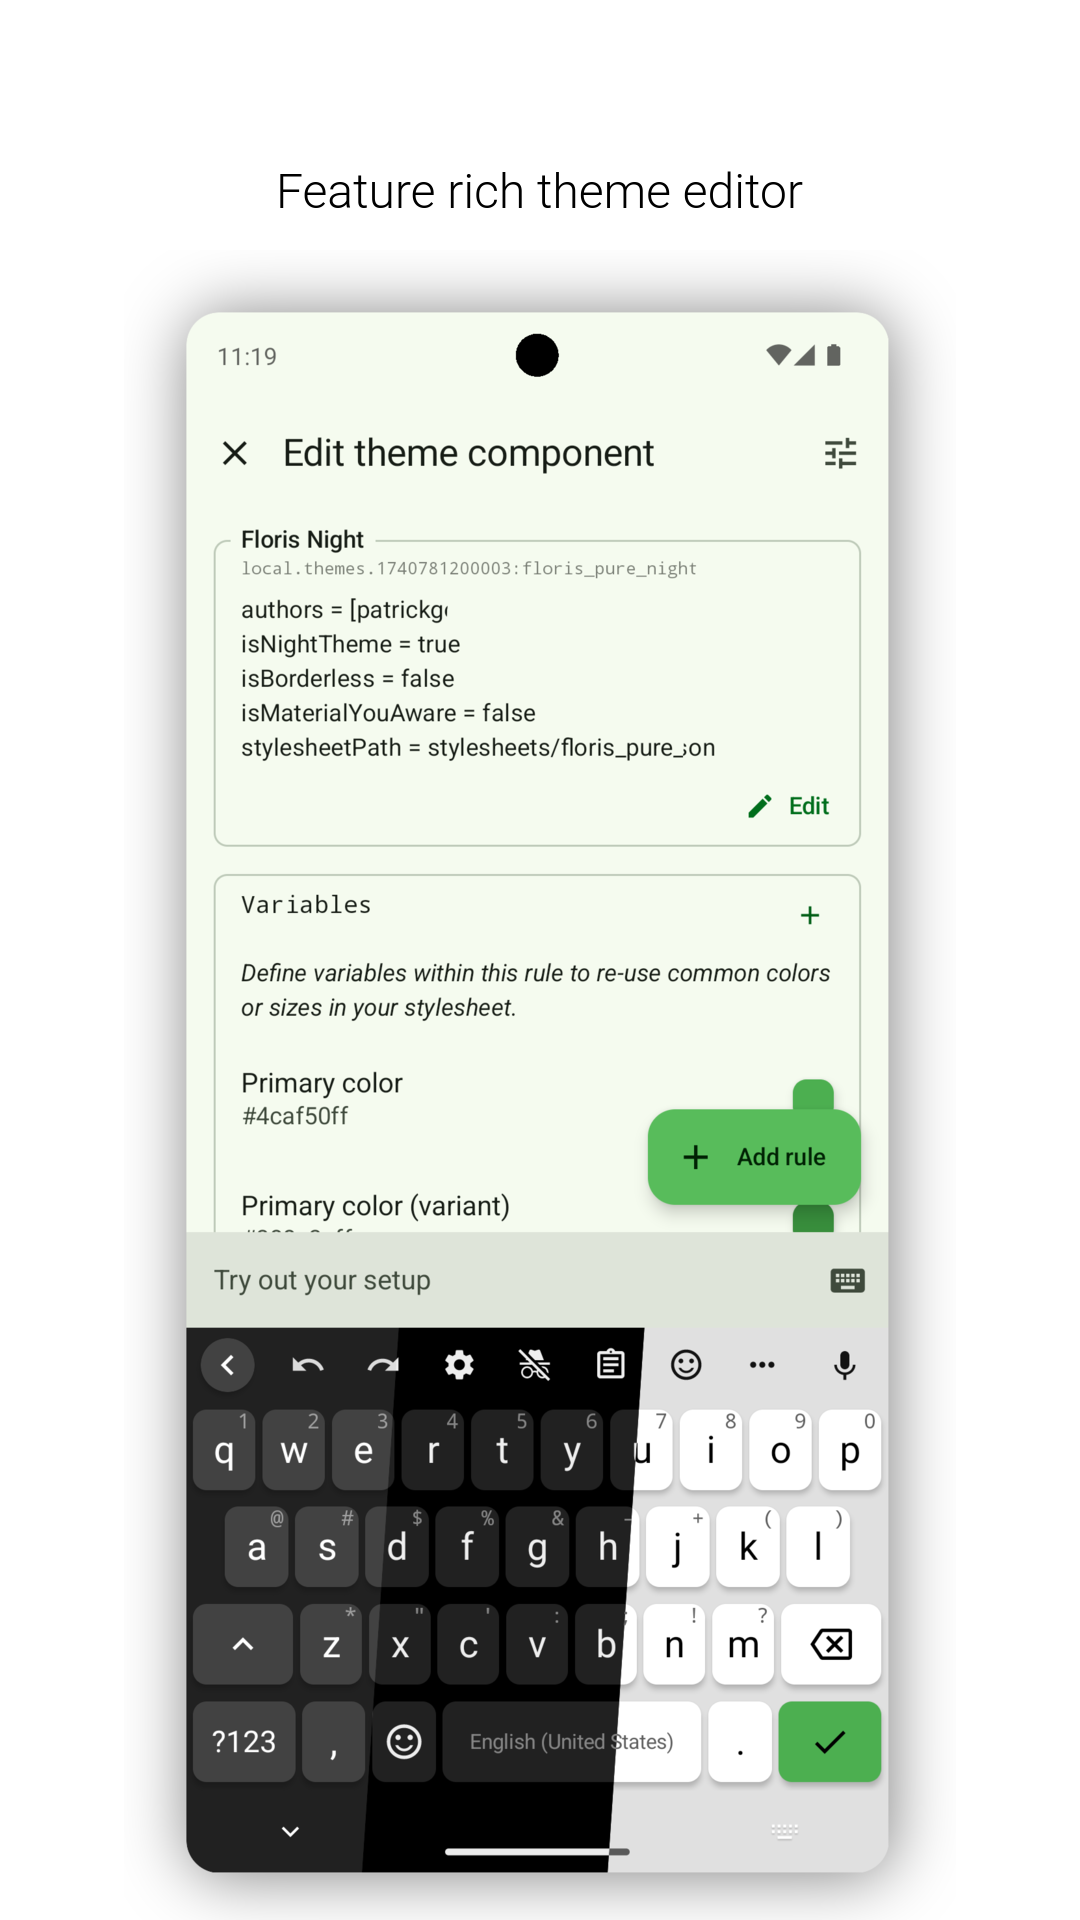 Feature rich theme editor
11:19
Edit theme component
Floris Night
local.themes.1740781200003:floris_pure_night
authors = [patrickg
isNightTheme = true
isBorderless = false
isMaterialYouAware = false
stylesheetPath = stylesheets/floris_pure_son
Edit
Variables
+
Define variables within this rule to re-use common colors
or sizes in your stylesheet.
Primary color
#4caf50ff
+ Add rule
Primary color (variant)
Try out your setup
1 2 3 4 5 6 7 8 9 0
q w e r t y u i o p
@ # $ % & - + ( )
a s d f g h j k l
* " ' : ; ! ?
z x c v b n m
?123 , English (United States) .